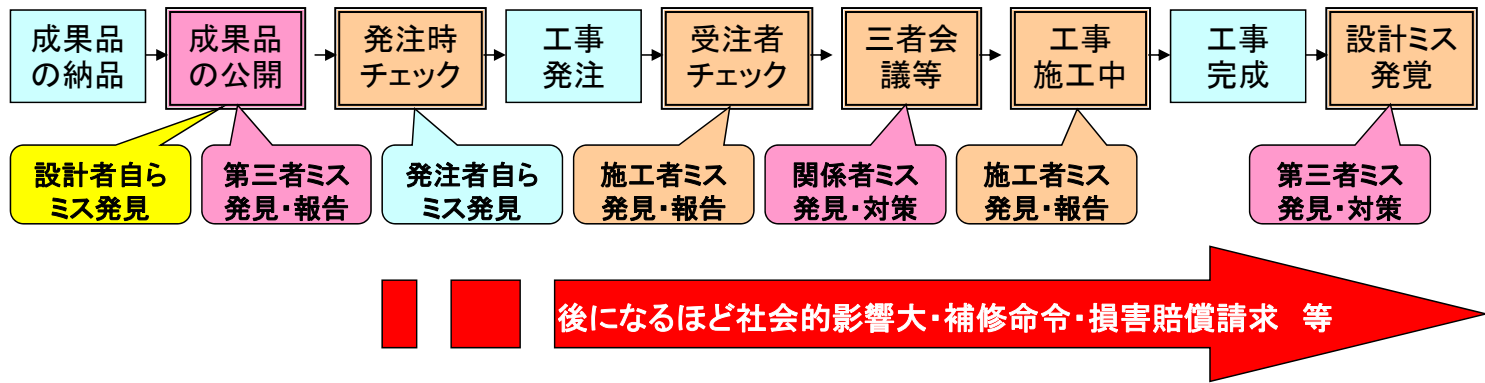 成果品
の納品
成果品
の公開
発注時
チェック
工事
発注
受注者
チェック
三者会
議等
工事
施工中
工事
完成
設計ミス
発覚
設計者自ら
ミス発見
第三者ミス
発見・報告
発注者自ら
ミス発見
施工者ミス
発見・報告
関係者ミス
発見・対策
施工者ミス
発見・報告
第三者ミス
発見・対策
後になるほど社会的影響大・補修命令・損害賠償請求　等